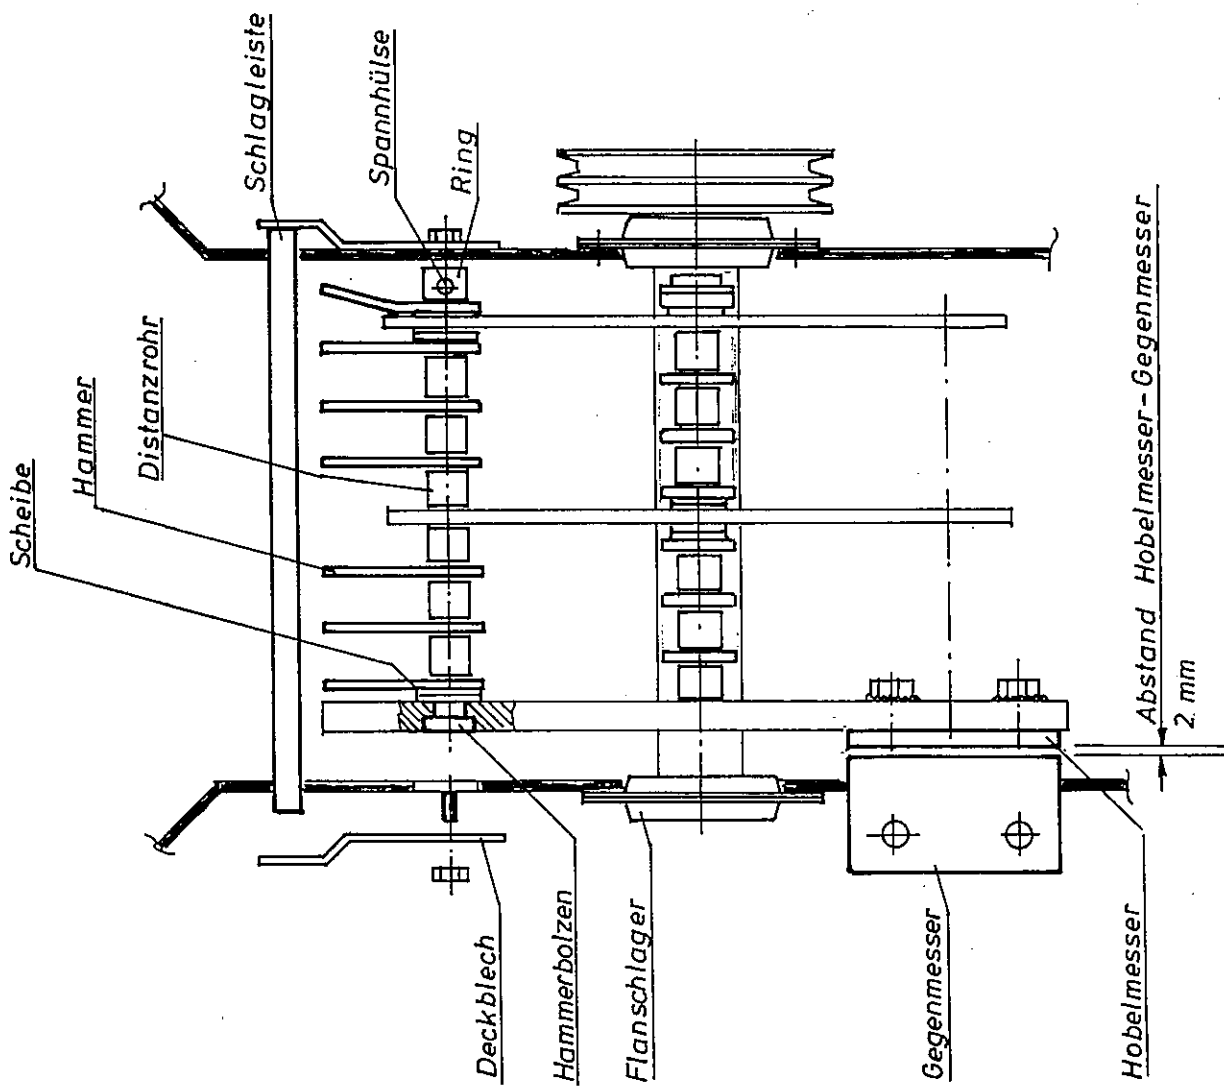 Scheibe
Hammer
Distanzrohr
Schlagleiste
Spannhülse
Ring
Deckblech
Hammerbolzen
Flanschlager
Gegenmesser
Hobelmesser
Abstand Hobelmesser-Gegenmesser
2 mm